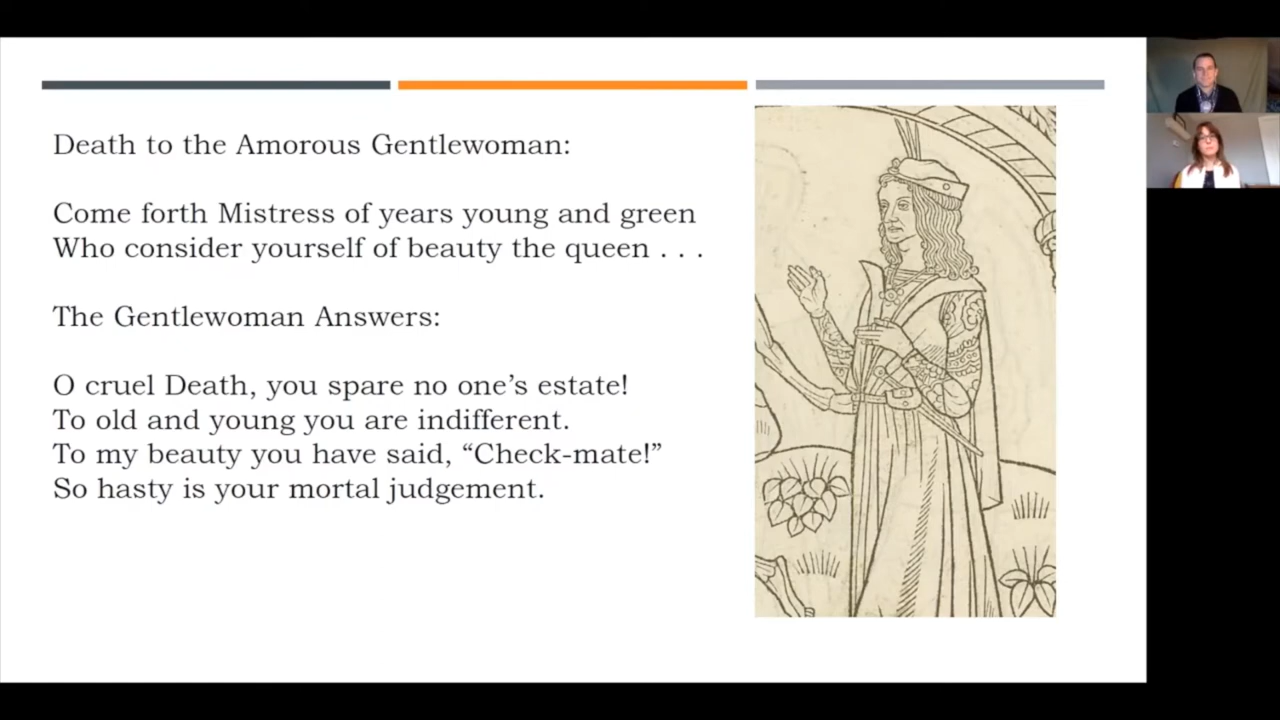 Death to the Amorous Gentlewoman:
Come forth Mistress of years young and green
Who consider yourself of beauty the queen . . .
The Gentlewoman Answers:
O cruel Death, you spare no one’s estate!
To old and young you are indifferent.
To my beauty you have said, “Check-mate!”
So hasty is your mortal judgement.